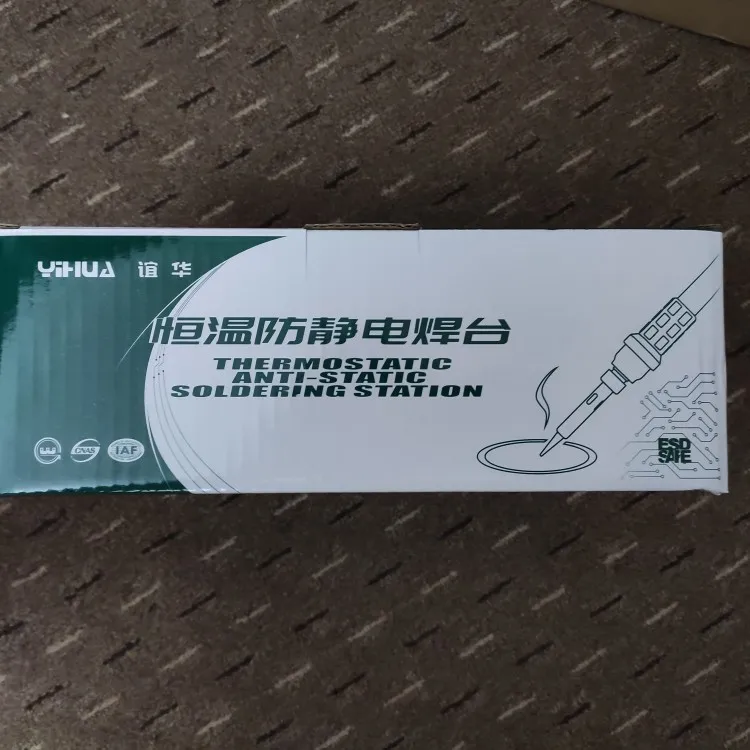 YIHUA 谊华
恒温防静电焊台
THERMOSTATIC
ANTI-STATIC
SOLDERING STATION
CNAS
IAF
ESD
SAFE